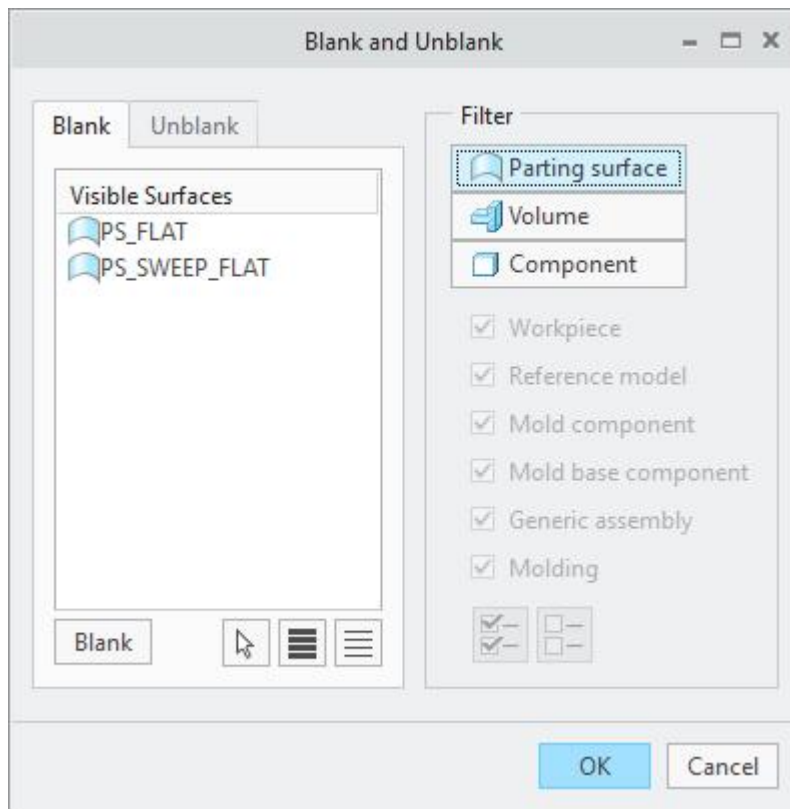 Blank and Unblank
Blank
Unblank
Visible Surfaces
PS_FLAT
PS_SWEEP_FLAT
Blank
Filter
Parting surface
Volume
Component
Workpiece
Reference model
Mold component
Mold base component
Generic assembly
Molding
OK
Cancel